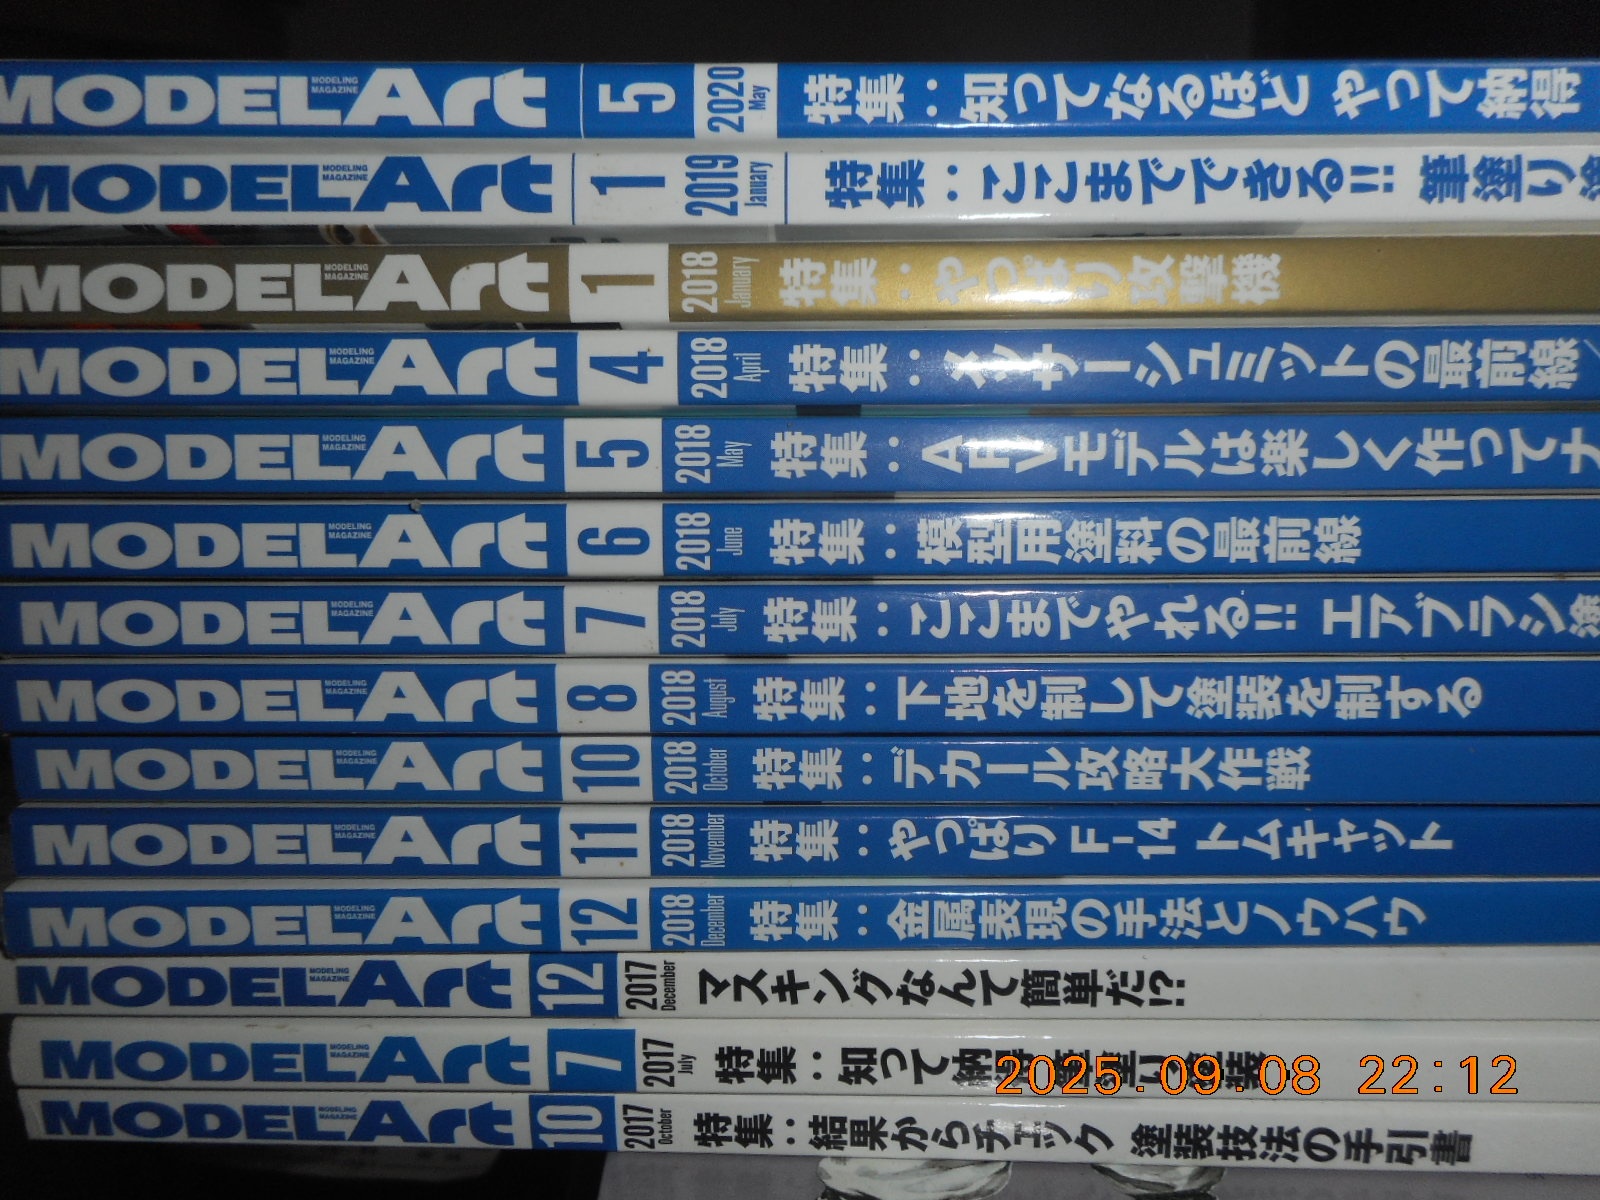 MODELArt MODELING MAGAZINE 5 2020 May 特集：知ってなるほど やって納得
MODELArt MODELING MAGAZINE 1 2019 January 特集：ここまでできる!! 筆塗り塗
MODELArt MODELING MAGAZINE 1 2018 January 特集：やっぱり攻撃機
MODELArt MODELING MAGAZINE 4 2018 April 特集：メッサーシュミットの最前線
MODELArt MODELING MAGAZINE 5 2018 May 特集：AFVモデルは楽しく作ってナ
MODELArt MODELING MAGAZINE 6 2018 June 特集：模型用塗料の最前線
MODELArt MODELING MAGAZINE 7 2018 July 特集：ここまでやれる!! エアブラシ塗
MODELArt MODELING MAGAZINE 8 2018 August 特集：下地を制して塗装を制する
MODELArt MODELING MAGAZINE 10 2018 October 特集：デカール攻略大作戦
MODELArt MODELING MAGAZINE 11 2018 November 特集：やっぱり F-14 トムキャット
MODELArt MODELING MAGAZINE 12 2018 December 特集：金属表現の手法とノウハウ
MODELArt MODELING MAGAZINE 12 2017 December マスキングなんて簡単だ!?
MODELArt MODELING MAGAZINE 7 2017 July 特集：知って納得筆塗り塗装
2025.09.08 22:12
MODELArt MODELING MAGAZINE 10 2017 October 特集：結果からチェック 塗装技法の手引書